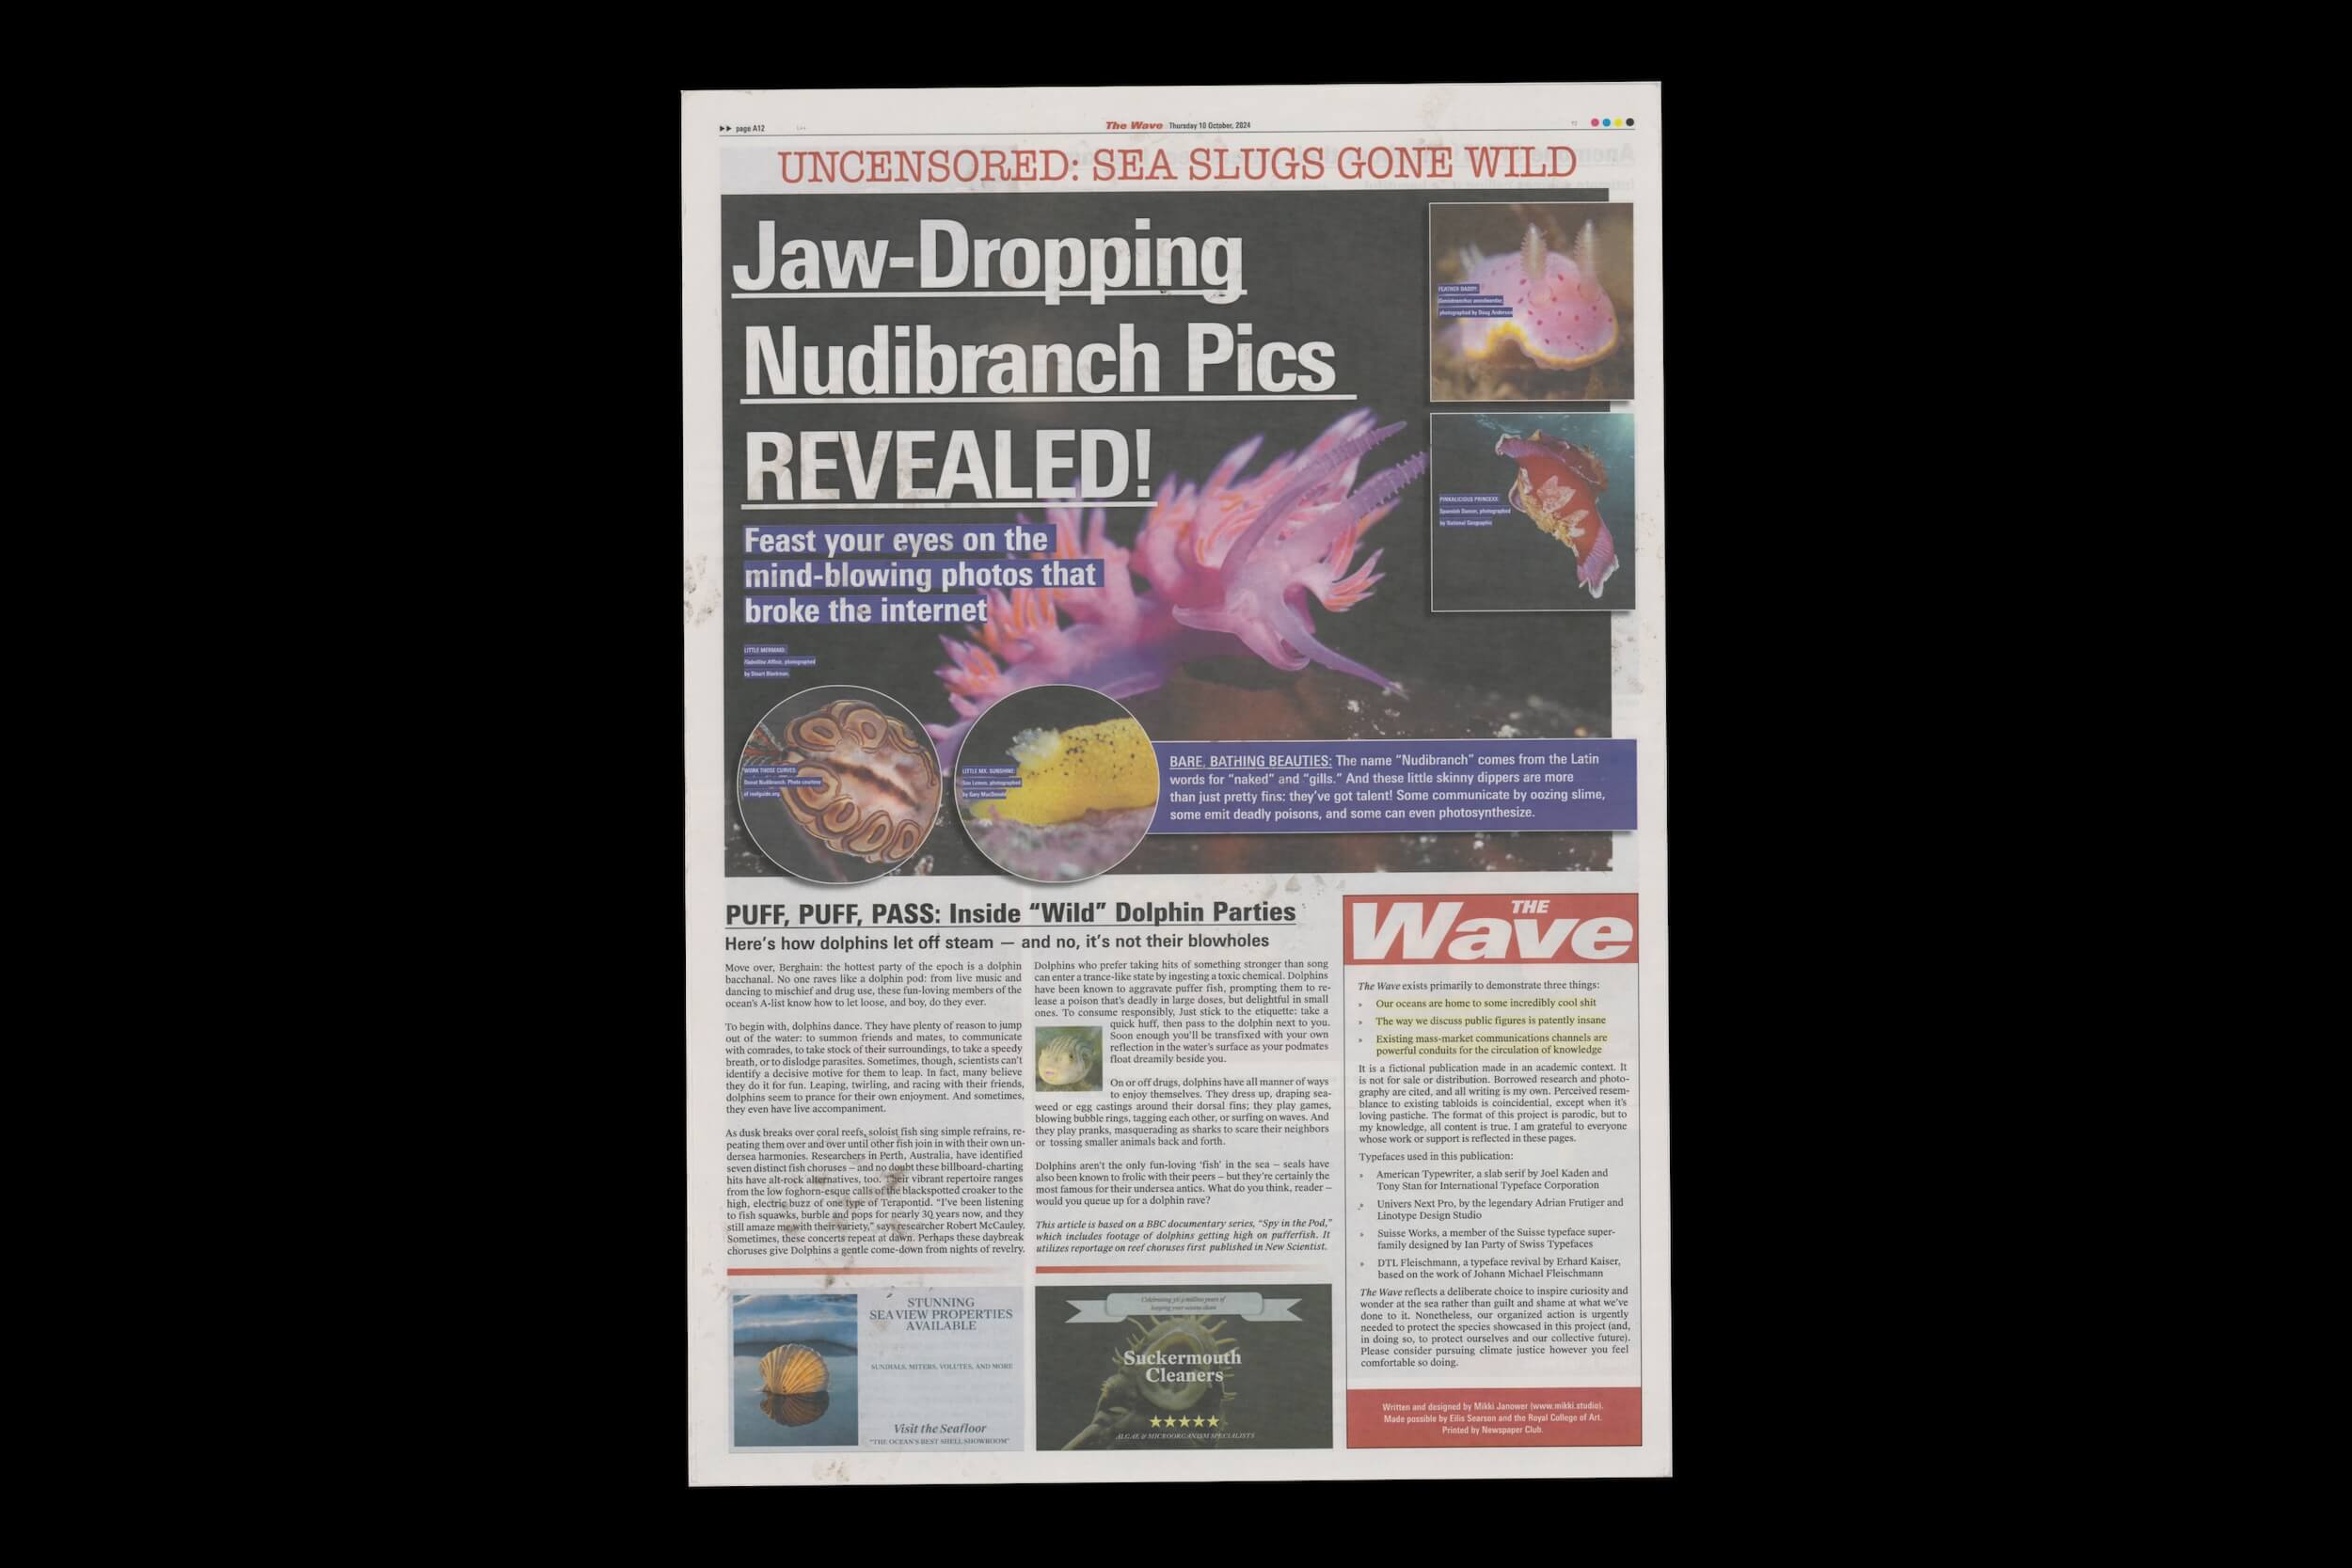 ▶▶ page A12
The Wave Thursday 10 October, 2024
UNCENSORED: SEA SLUGS GONE WILD
Jaw-Dropping
Nudibranch Pics
REVEALED!
Feast your eyes on the
mind-blowing photos that
broke the internet
FEATHER DADDY:
photographed by Doug Anderson
PINKALICIOUS PRINCESS:
Spanish Dancer, photographed
by National Geographic
LITTLE MERMAID:
Flabellina Affinis, photographed
by Stuart Blackman.
WORK THOSE CURVES:
Donut Nudibranch. Photo courtesy
of reefguide.org
LITTLE MX. SUNSHINE:
Sea Lemon, photographed
by Gary MacDonald
BARE, BATHING BEAUTIES: The name “Nudibranch” comes from the Latin
words for “naked” and “gills.” And these little skinny dippers are more
than just pretty fins: they’ve got talent! Some communicate by oozing slime,
some emit deadly poisons, and some can even photosynthesize.
PUFF, PUFF, PASS: Inside “Wild” Dolphin Parties
Here’s how dolphins let off steam — and no, it’s not their blowholes
Move over, Berghain: the hottest party of the epoch is a dolphin
bacchanal. No one raves like a dolphin pod: from live music and
dancing to mischief and drug use, these fun-loving members of the
ocean’s A-list know how to let loose, and boy, do they ever.
To begin with, dolphins dance. They have plenty of reason to jump
out of the water: to summon friends and mates, to communicate
with comrades, to take stock of their surroundings, to take a speedy
breath, or to dislodge parasites. Sometimes, though, scientists can’t
identify a decisive motive for them to leap. In fact, many believe
they do it for fun. Leaping, twirling, and racing with their friends,
dolphins seem to prance for their own enjoyment. And sometimes,
they even have live accompaniment.
As dusk breaks over coral reefs, soloist fish sing simple refrains, re-
peating them over and over until other fish join in with their own un-
dersea harmonies. Researchers in Perth, Australia, have identified
seven distinct fish choruses – and no doubt these billboard-charting
hits have alt-rock alternatives, too. Their vibrant repertoire ranges
from the low foghorn-esque calls of the blackspotted croaker to the
high, electric buzz of one type of Terapontid. “I’ve been listening
to fish squawks, burble and pops for nearly 30 years now, and they
still amaze me with their variety,” says researcher Robert McCauley.
Sometimes, these concerts repeat at dawn. Perhaps these daybreak
choruses give Dolphins a gentle come-down from nights of revelry.
Dolphins who prefer taking hits of something stronger than song
can enter a trance-like state by ingesting a toxic chemical. Dolphins
have been known to aggravate puffer fish, prompting them to re-
lease a poison that’s deadly in large doses, but delightful in small
ones. To consume responsibly, Just stick to the etiquette: take a
quick huff, then pass to the dolphin next to you.
Soon enough you’ll be transfixed with your own
reflection in the water’s surface as your podmates
float dreamily beside you.
On or off drugs, dolphins have all manner of ways
to enjoy themselves. They dress up, draping sea-
weed or egg castings around their dorsal fins; they play games,
blowing bubble rings, tagging each other, or surfing on waves. And
they play pranks, masquerading as sharks to scare their neighbors
or tossing smaller animals back and forth.
Dolphins aren’t the only fun-loving ‘fish’ in the sea – seals have
also been known to frolic with their peers – but they’re certainly the
most famous for their undersea antics. What do you think, reader –
would you queue up for a dolphin rave?
This article is based on a BBC documentary series, “Spy in the Pod,”
which includes footage of dolphins getting high on pufferfish. It
utilizes reportage on reef choruses first published in New Scientist.
STUNNING
SEAVIEW PROPERTIES
AVAILABLE
SUNDIALS, MITERS, VOLUTES, AND MORE
Visit the Seafloor
“THE OCEAN’S BEST SHELL SHOWROOM”
keeping your oceans clean
Suckermouth
Cleaners
★★★★★
ALGAE & MICROORGANISM SPECIALISTS
THE
Wave
The Wave exists primarily to demonstrate three things:
» Our oceans are home to some incredibly cool shit
» The way we discuss public figures is patently insane
» Existing mass-market communications channels are
powerful conduits for the circulation of knowledge
It is a fictional publication made in an academic context. It
is not for sale or distribution. Borrowed research and photo-
graphy are cited, and all writing is my own. Perceived resem-
blance to existing tabloids is coincidential, except when it’s
loving pastiche. The format of this project is parodic, but to
my knowledge, all content is true. I am grateful to everyone
whose work or support is reflected in these pages.
Typefaces used in this publication:
» American Typewriter, a slab serif by Joel Kaden and
Tony Stan for International Typeface Corporation
» Univers Next Pro, by the legendary Adrian Frutiger and
Linotype Design Studio
» Suisse Works, a member of the Suisse typeface super-
family designed by Ian Party of Swiss Typefaces
» DTL Fleischmann, a typeface revival by Erhard Kaiser,
based on the work of Johann Michael Fleischmann
The Wave reflects a deliberate choice to inspire curiosity and
wonder at the sea rather than guilt and shame at what we’ve
done to it. Nonetheless, our organized action is urgently
needed to protect the species showcased in this project (and,
in doing so, to protect ourselves and our collective future).
Please consider pursuing climate justice however you feel
comfortable so doing.
Written and designed by Mikki Janower (www.mikki.studio).
Made possible by Eilis Searson and the Royal College of Art.
Printed by Newspaper Club.